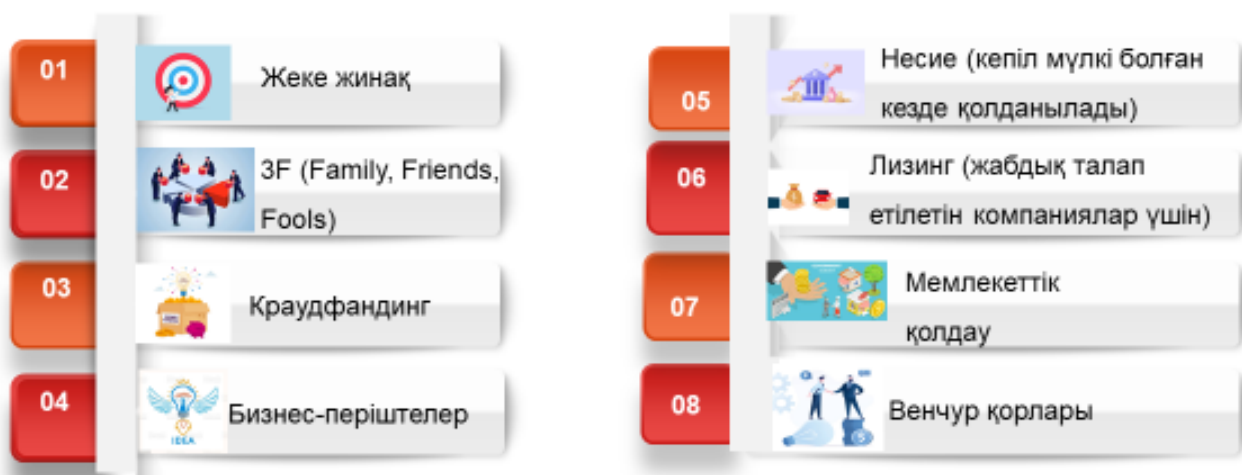 01
Жеке жинақ
02
3F (Family, Friends,
Fools)
03
Краудфандинг
04
IDEA
Бизнес-періштелер
05
Несие (кепіл мүлкі болған
кезде қолданылады)
06
Лизинг (жабдық талап
етілетін компаниялар үшін)
07
Мемлекеттік
қолдау
08
Венчур қорлары